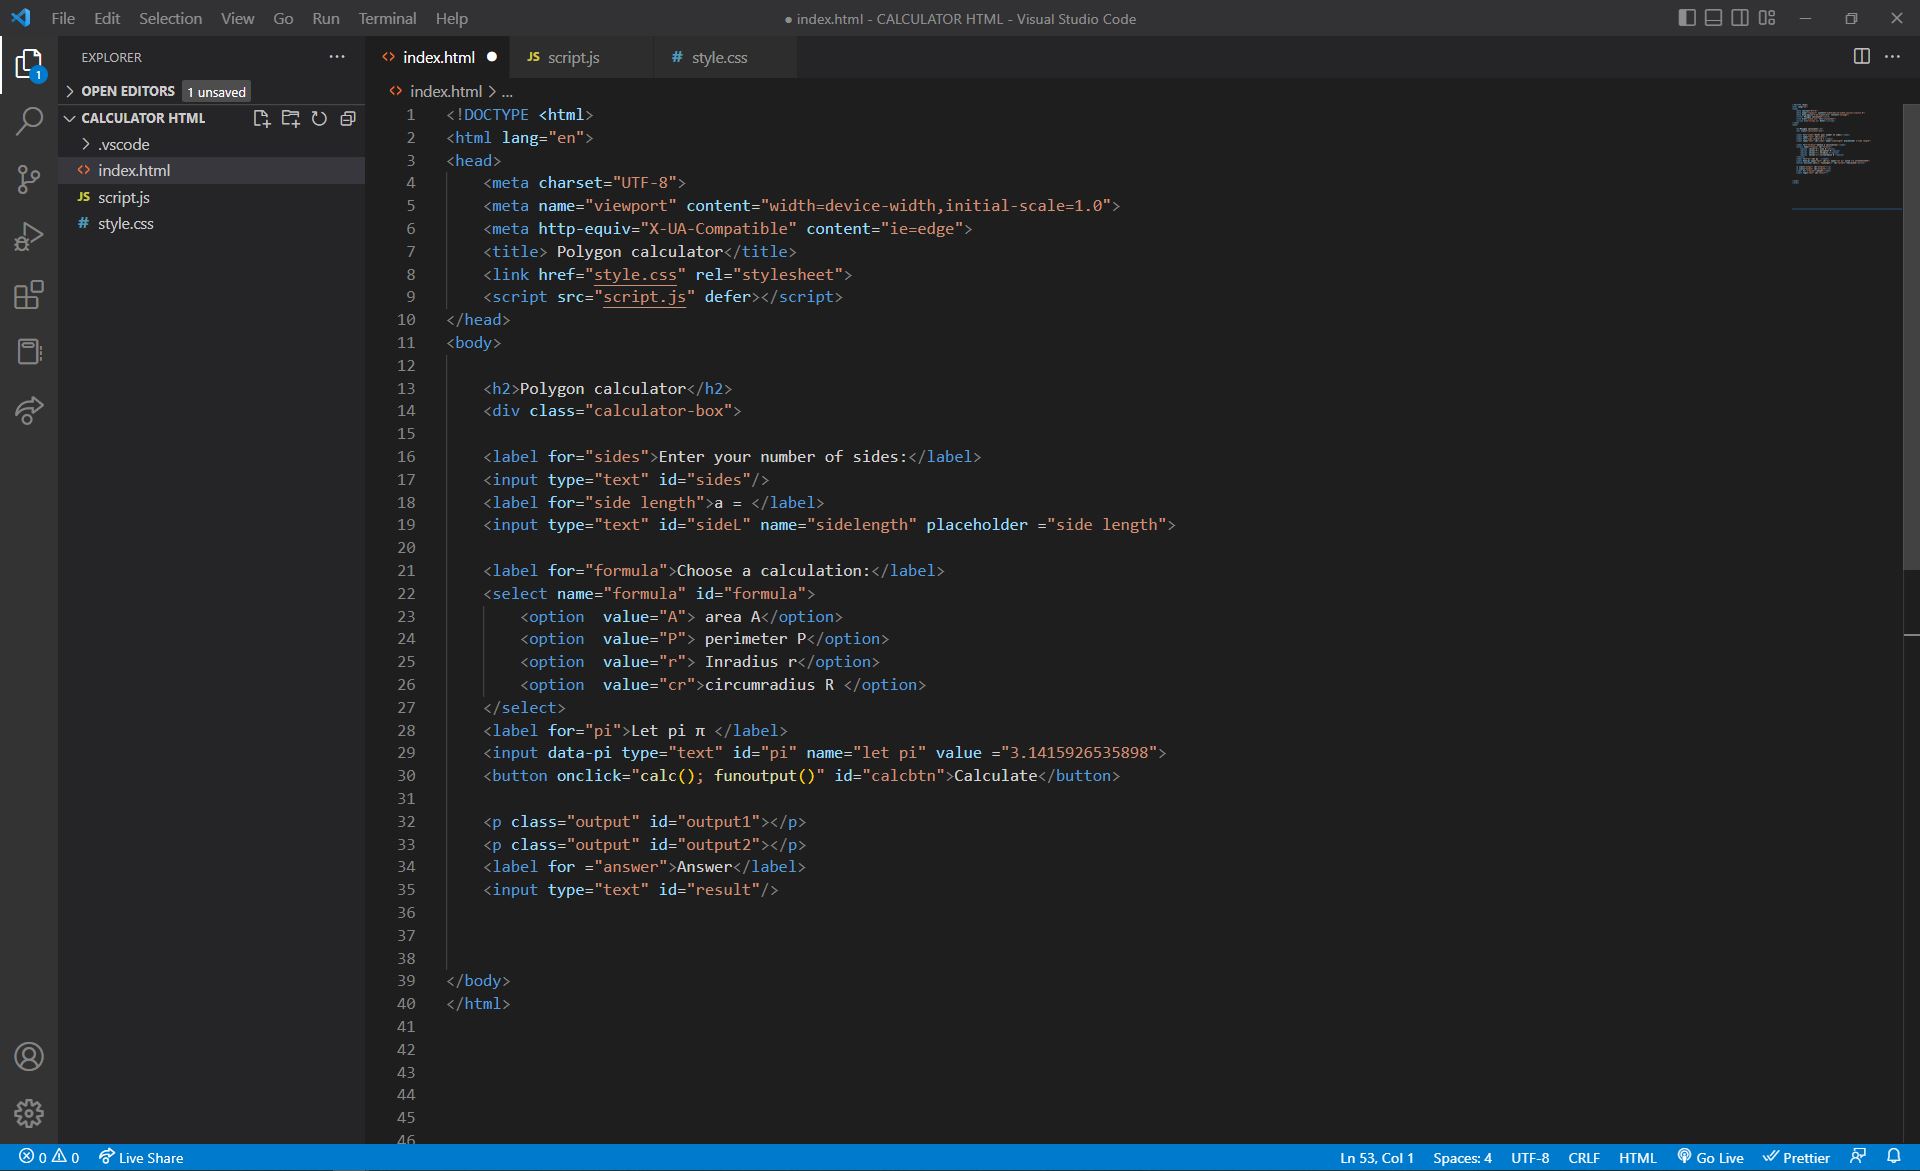 File Edit Selection View Go Run Terminal Help
● index.html - CALCULATOR HTML - Visual Studio Code
EXPLORER
OPEN EDITORS 1 unsaved
CALCULATOR HTML
.vscode
<> index.html
JS script.js
# style.css
1
<> index.html ●
JS script.js
# style.css
<> index.html > ...
1 <!DOCTYPE <html>
2 <html lang="en">
3 <head>
4 <meta charset="UTF-8">
5 <meta name="viewport" content="width=device-width,initial-scale=1.0">
6 <meta http-equiv="X-UA-Compatible" content="ie=edge">
7 <title> Polygon calculator</title>
8 <link href="style.css" rel="stylesheet">
9 <script src="script.js" defer></script>
10 </head>
11 <body>
12
13 <h2>Polygon calculator</h2>
14 <div class="calculator-box">
15
16 <label for="sides">Enter your number of sides:</label>
17 <input type="text" id="sides"/>
18 <label for="side length">a = </label>
19 <input type="text" id="sideL" name="sidelength" placeholder ="side length">
20
21 <label for="formula">Choose a calculation:</label>
22 <select name="formula" id="formula">
23 <option  value="A"> area A</option>
24 <option  value="P"> perimeter P</option>
25 <option  value="r"> Inradius r</option>
26 <option  value="cr">circumradius R </option>
27 </select>
28 <label for="pi">Let pi π </label>
29 <input data-pi type="text" id="pi" name="let pi" value ="3.1415926535898">
30 <button onclick="calc(); funoutput()" id="calcbtn">Calculate</button>
31
32 <p class="output" id="output1"></p>
33 <p class="output" id="output2"></p>
34 <label for ="answer">Answer</label>
35 <input type="text" id="result"/>
36
37
38
39 </body>
40 </html>
41
42
43
44
45
46
0 0 Live Share
Ln 53, Col 1 Spaces: 4 UTF-8 CRLF HTML Go Live Prettier